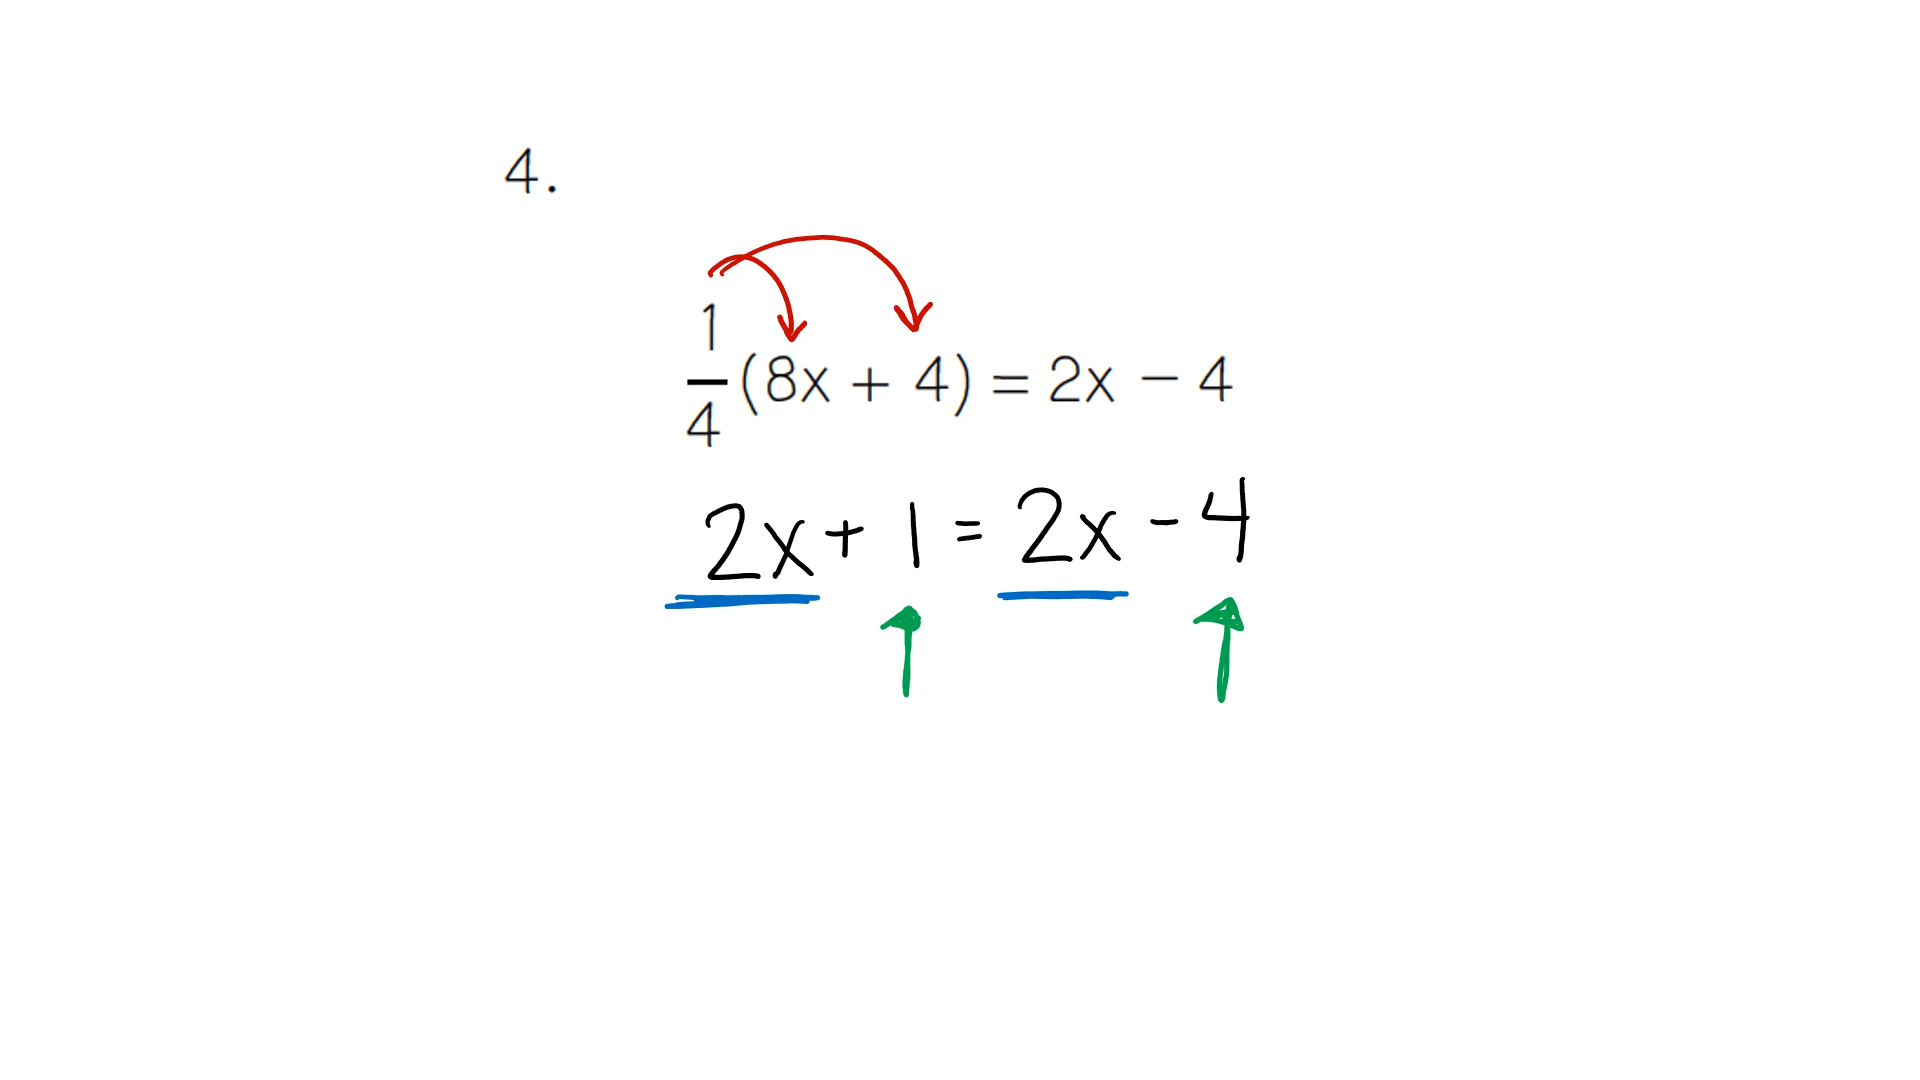 4.
1/4(8x + 4) = 2x − 4
2x + 1 = 2x - 4